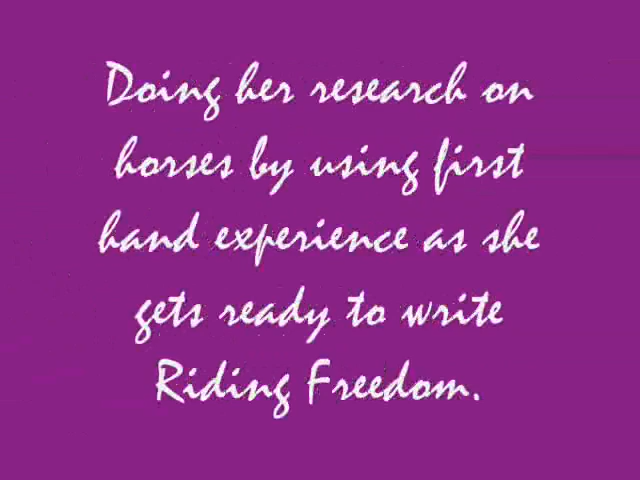 Doing her research on
horses by using first
hand experience as she
gets ready to write
Riding Freedom.